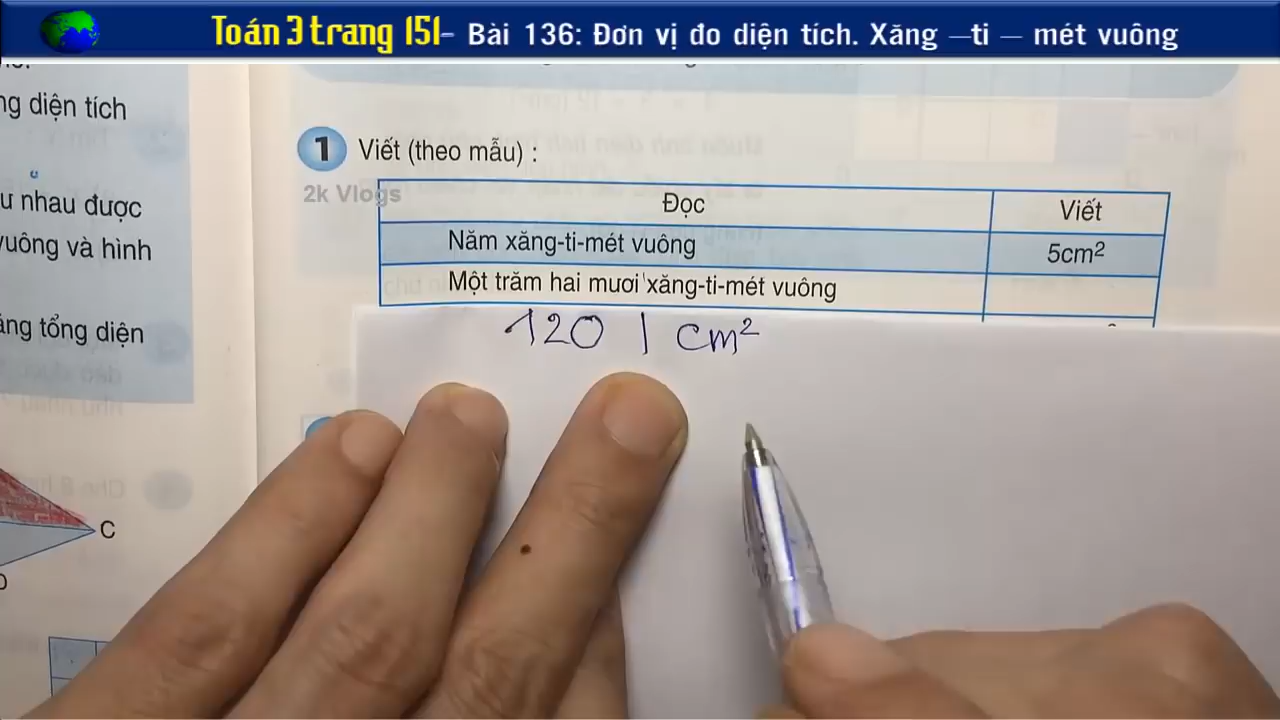 Toán 3 trang 151- Bài 136: Đơn vị đo diện tích. Xăng –ti – mét vuông
ng diện tích
ư nhau được
vuông và hình
áng tổng diện
C
1 Viết (theo mẫu) :
2k Vlogs
Đọc Viết
Năm xăng-ti-mét vuông 5cm²
Một trăm hai mươi xăng-ti-mét vuông
120 | cm²